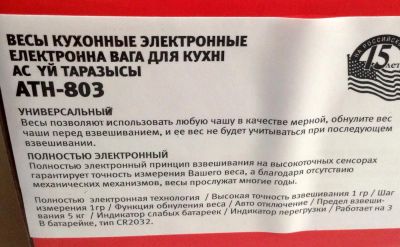 ВЕСЫ КУХОННЫЕ ЭЛЕКТРОННЫЕ
ЕЛЕКТРОННА ВАГА ДЛЯ КУХНІ
АС ҮЙ ТАРАЗЫСЫ
ATH-803
НА РОССИЙСКОМ
15 лет
УНИВЕРСАЛЬНЫЙ
Весы позволяют использовать любую чашу в качестве мерной, обнулите вес
чаши перед взвешиванием, и ее вес не будет учитываться при последующем
взвешивании.
ПОЛНОСТЬЮ ЭЛЕКТРОННЫЙ
Полностью электронный принцип взвешивания на высокоточных сенсорах
гарантирует точность измерения Вашего веса, а благодаря отсутствию
механических механизмов, весы прослужат многие годы.
Полностью электронная технология / Высокая точность взвешивания 1 гр / Шаг
измерения 1гр / Функция обнуления веса / Авто отключение / Предел взвеши-
вания 5 кг / Индикатор слабых батареек / Индикатор перегрузки / Работает на 3
В батарейке, тип CR2032.